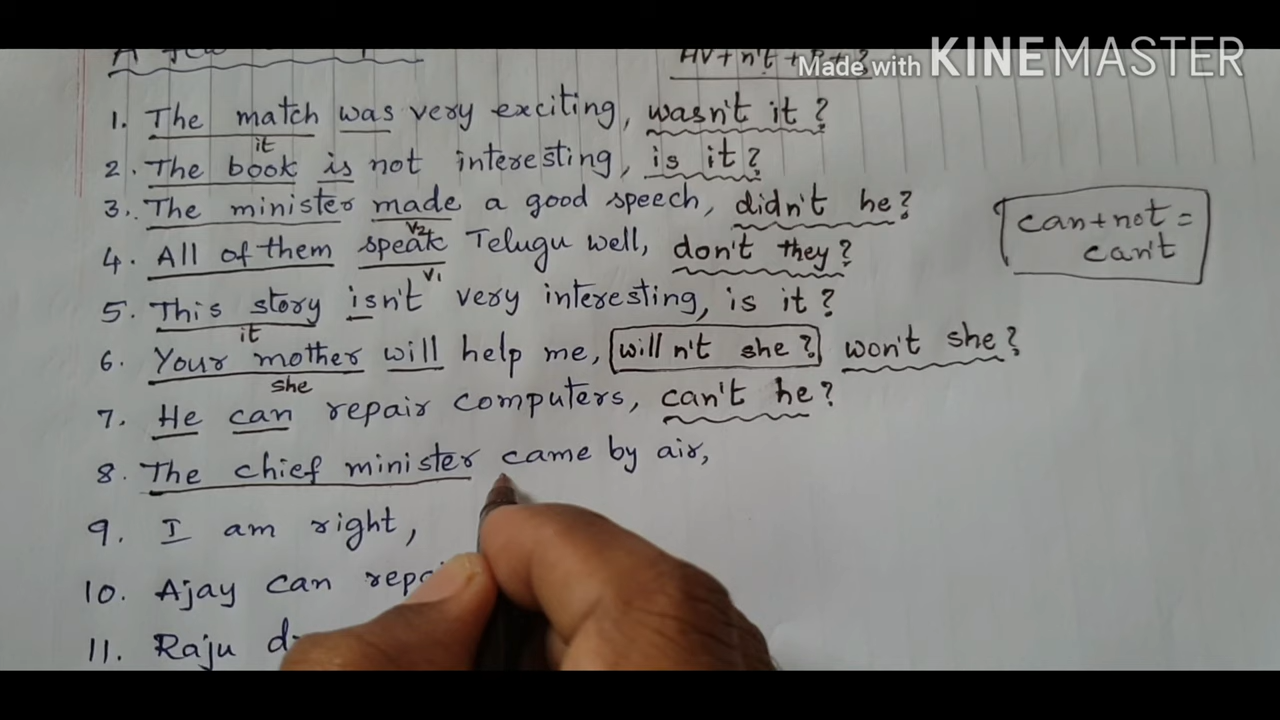 A few
HV + n't + P + ?
Made with KINEMASTER
1. The match was very exciting, wasn't it?
it
2. The book is not interesting, is it?
3. The minister made a good speech, didn't he?
V2
can + not =
can't
4. All of them speak Telugu well, don't they?
V1
5. This story isn't very interesting, is it?
it
6. Your mother will help me, will n't she? won't she?
she
7. He can repair computers, can't he?
8. The chief minister came by air,
9. I am right,
10. Ajay can
11. Raju